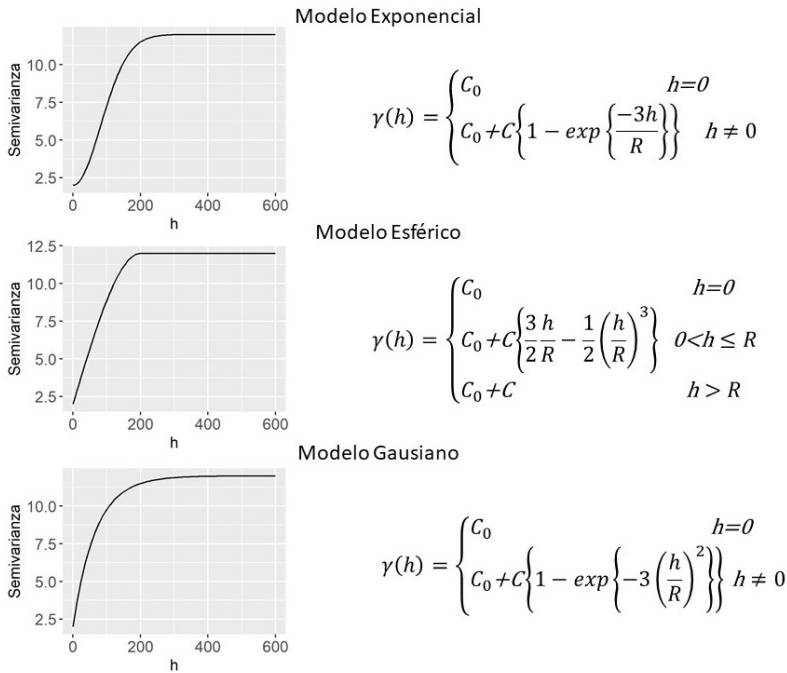 Modelo Exponencial
Semivarianza
10.0
7.5
5.0
2.5
0 200 400 600
h
γ(h) = { C₀ h=0
C₀+C{1 − exp{−3h/R}} h ≠ 0
Modelo Esférico
Semivarianza
12.5
10.0
7.5
5.0
2.5
0 200 400 600
h
γ(h) = { C₀ h=0
C₀+C{3/2 h/R − 1/2 (h/R)³} 0<h ≤ R
C₀+C h > R
Modelo Gausiano
Semivarianza
10.0
7.5
5.0
2.5
0 200 400 600
h
γ(h) = { C₀ h=0
C₀+C{1 − exp{−3(h/R)²}} h ≠ 0